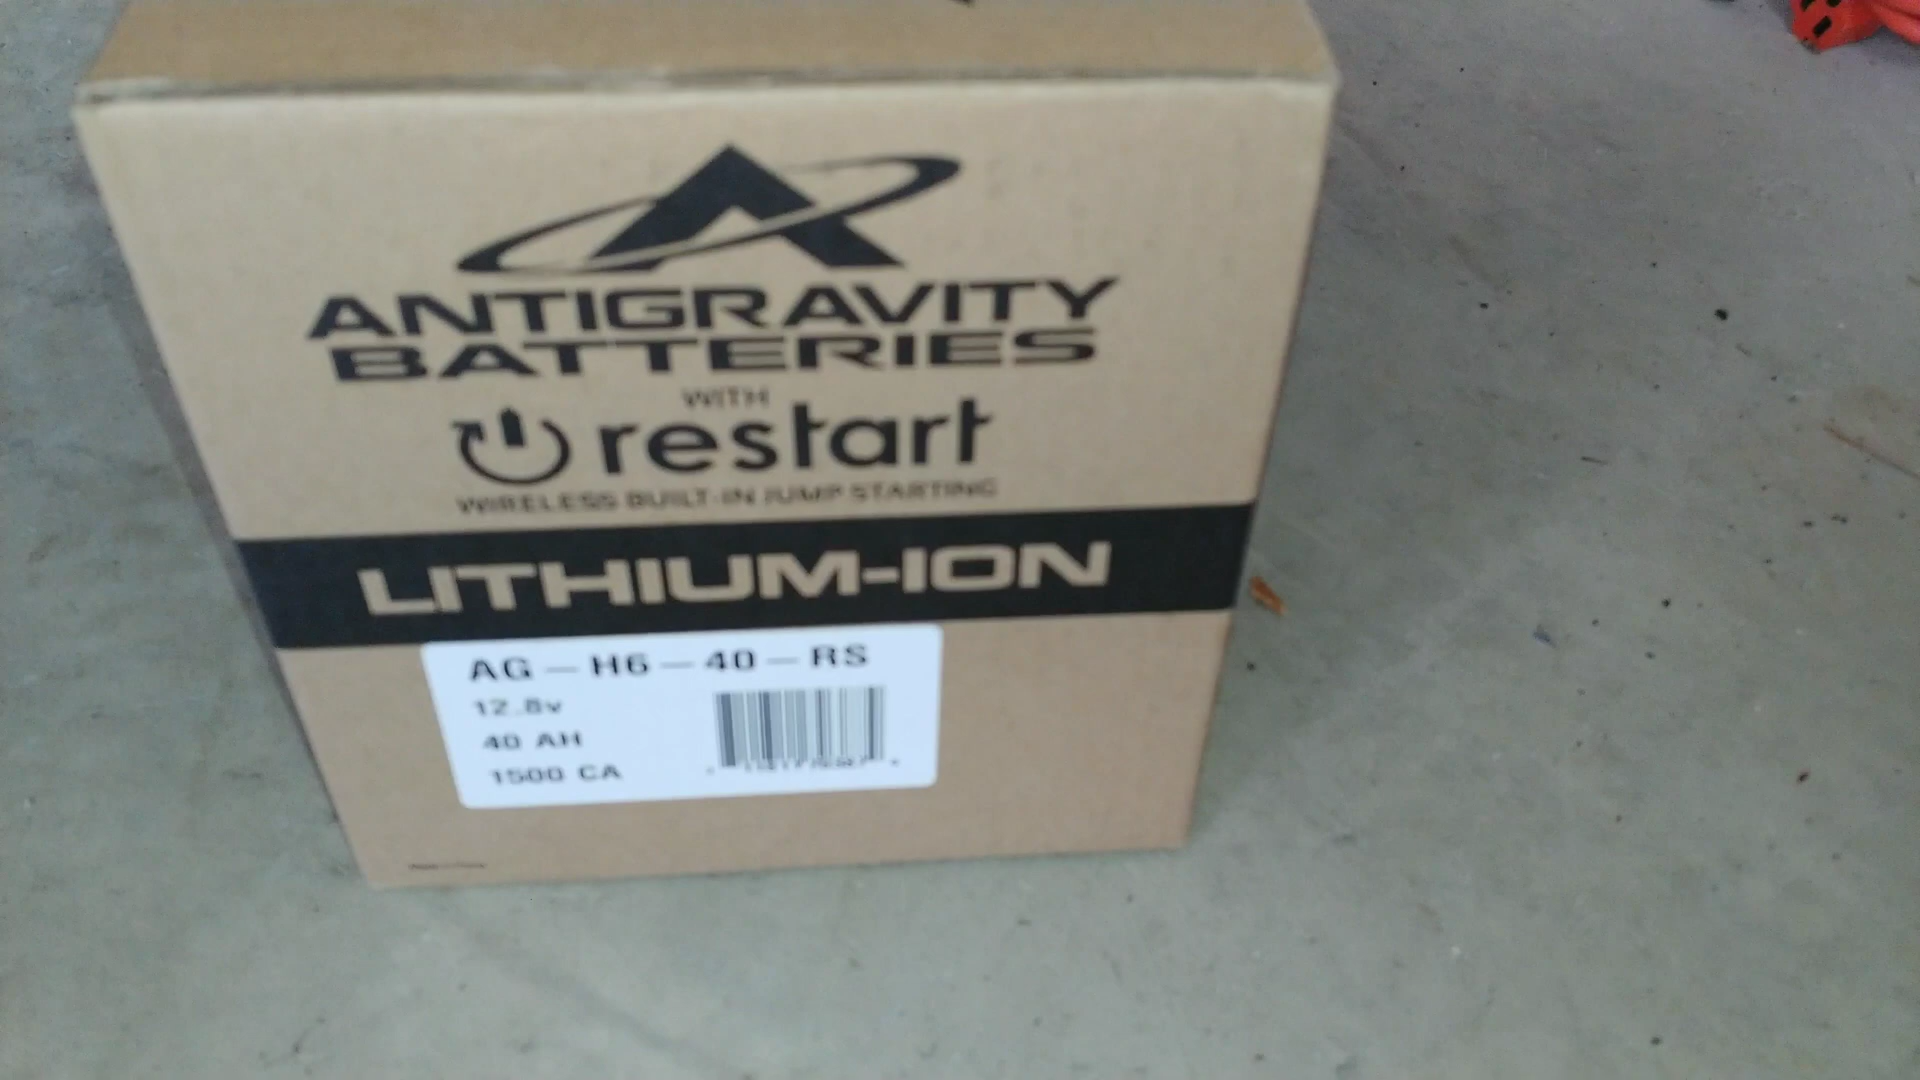 ANTIGRAVITY
BATTERIES
WITH
restart
WIRELESS BUILT-IN JUMP STARTING
LITHIUM-ION
AG - H6 - 40 - RS
12.8v
40 AH
1500 CA